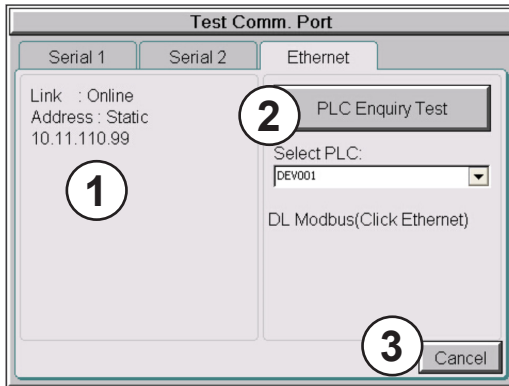 Test Comm. Port
Serial 1
Serial 2
Ethernet
Link : Online
Address : Static
10.11.110.99
1
2
PLC Enquiry Test
Select PLC:
DEV001
DL Modbus(Click Ethernet)
3
Cancel